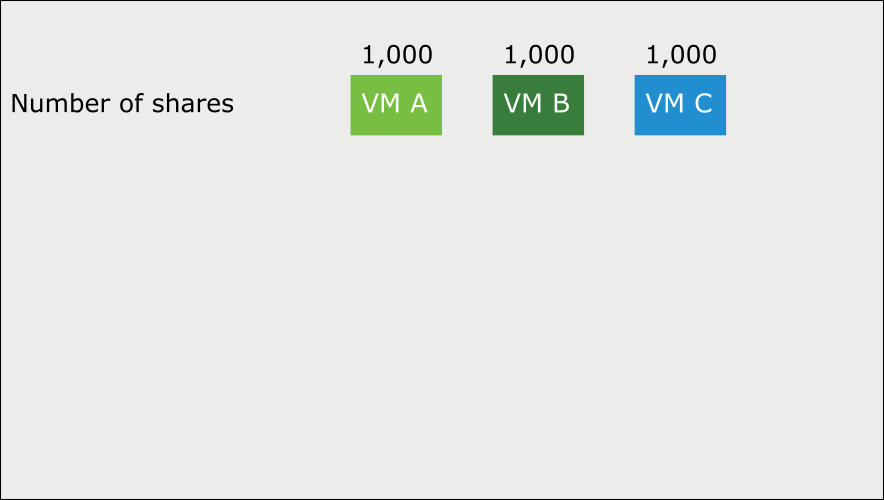 1,000 1,000 1,000
Number of shares VM A VM B VM C